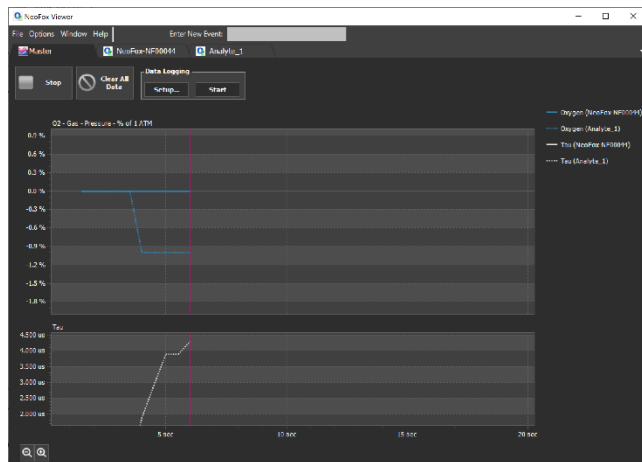 NeoFox Viewer
File Options Window Help Enter New Event:
Master NeoFox-NF00044 Analyte_1
Stop Clear All Data
Data Logging
Setup... Start
O2 - Gas - Pressure - % of 1 ATM
0.9 %
0.6 %
0.3 %
0.0 %
-0.3 %
-0.6 %
-0.9 %
-1.2 %
-1.5 %
-1.8 %
Oxygen (NeoFox-NF00044)
Oxygen (Analyte_1)
Tau (NeoFox-NF00044)
Tau (Analyte_1)
Tau
4.500 us
4.000 us
3.500 us
3.000 us
2.500 us
2.000 us
5 sec 10 sec 15 sec 20 sec